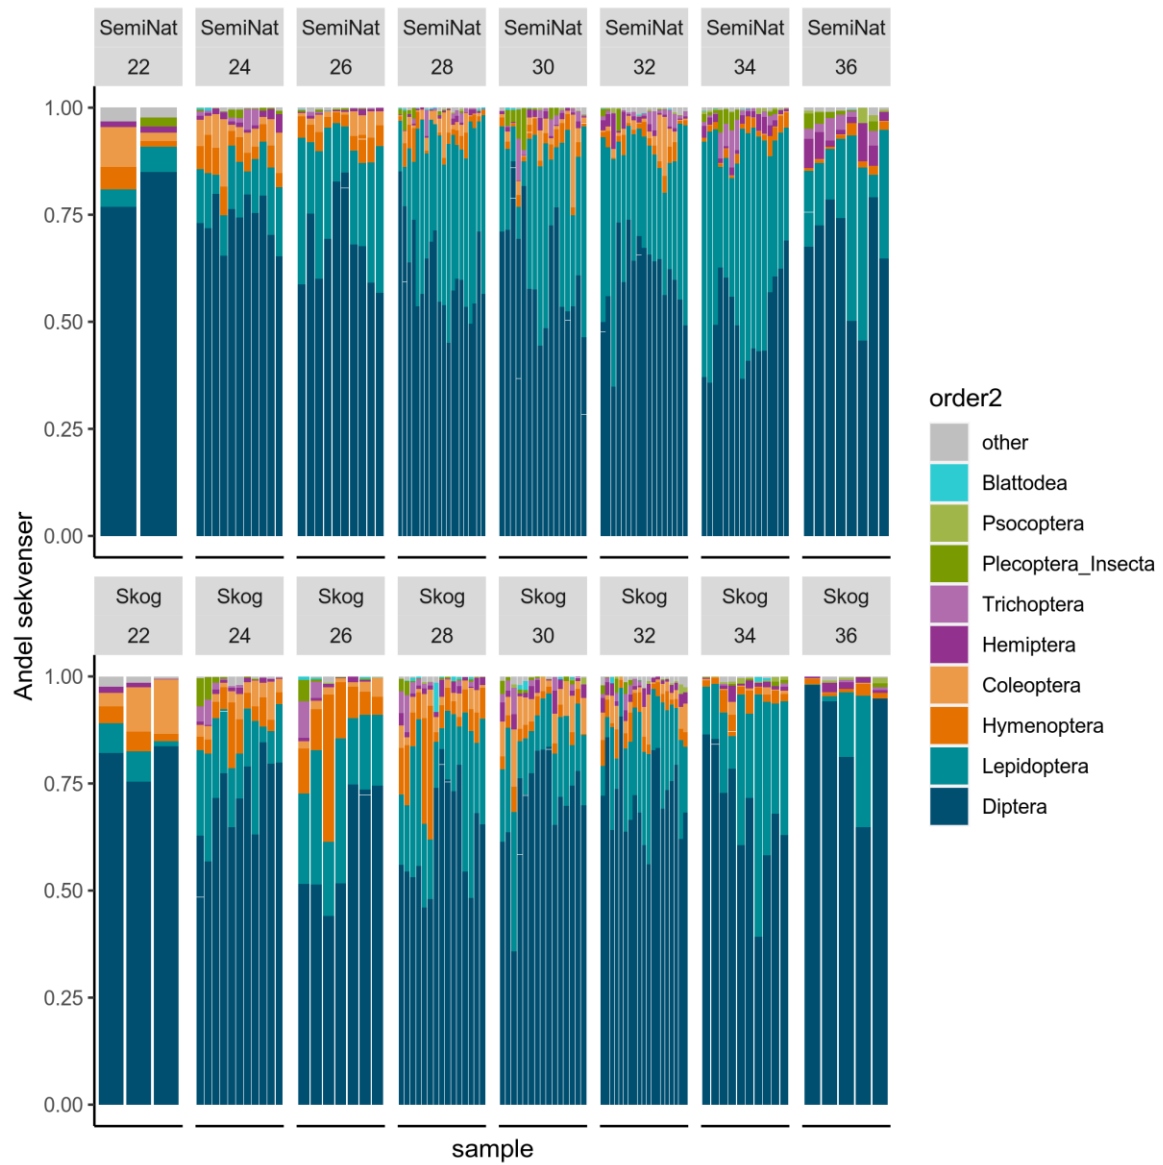 SemiNat SemiNat SemiNat SemiNat SemiNat SemiNat SemiNat SemiNat
22 24 26 28 30 32 34 36
1.00
0.75
0.50
0.25
0.00
Skog Skog Skog Skog Skog Skog Skog Skog
22 24 26 28 30 32 34 36
1.00
0.75
0.50
0.25
0.00
Andel sekvenser
sample
order2
other
Blattodea
Psocoptera
Plecoptera_Insecta
Trichoptera
Hemiptera
Coleoptera
Hymenoptera
Lepidoptera
Diptera